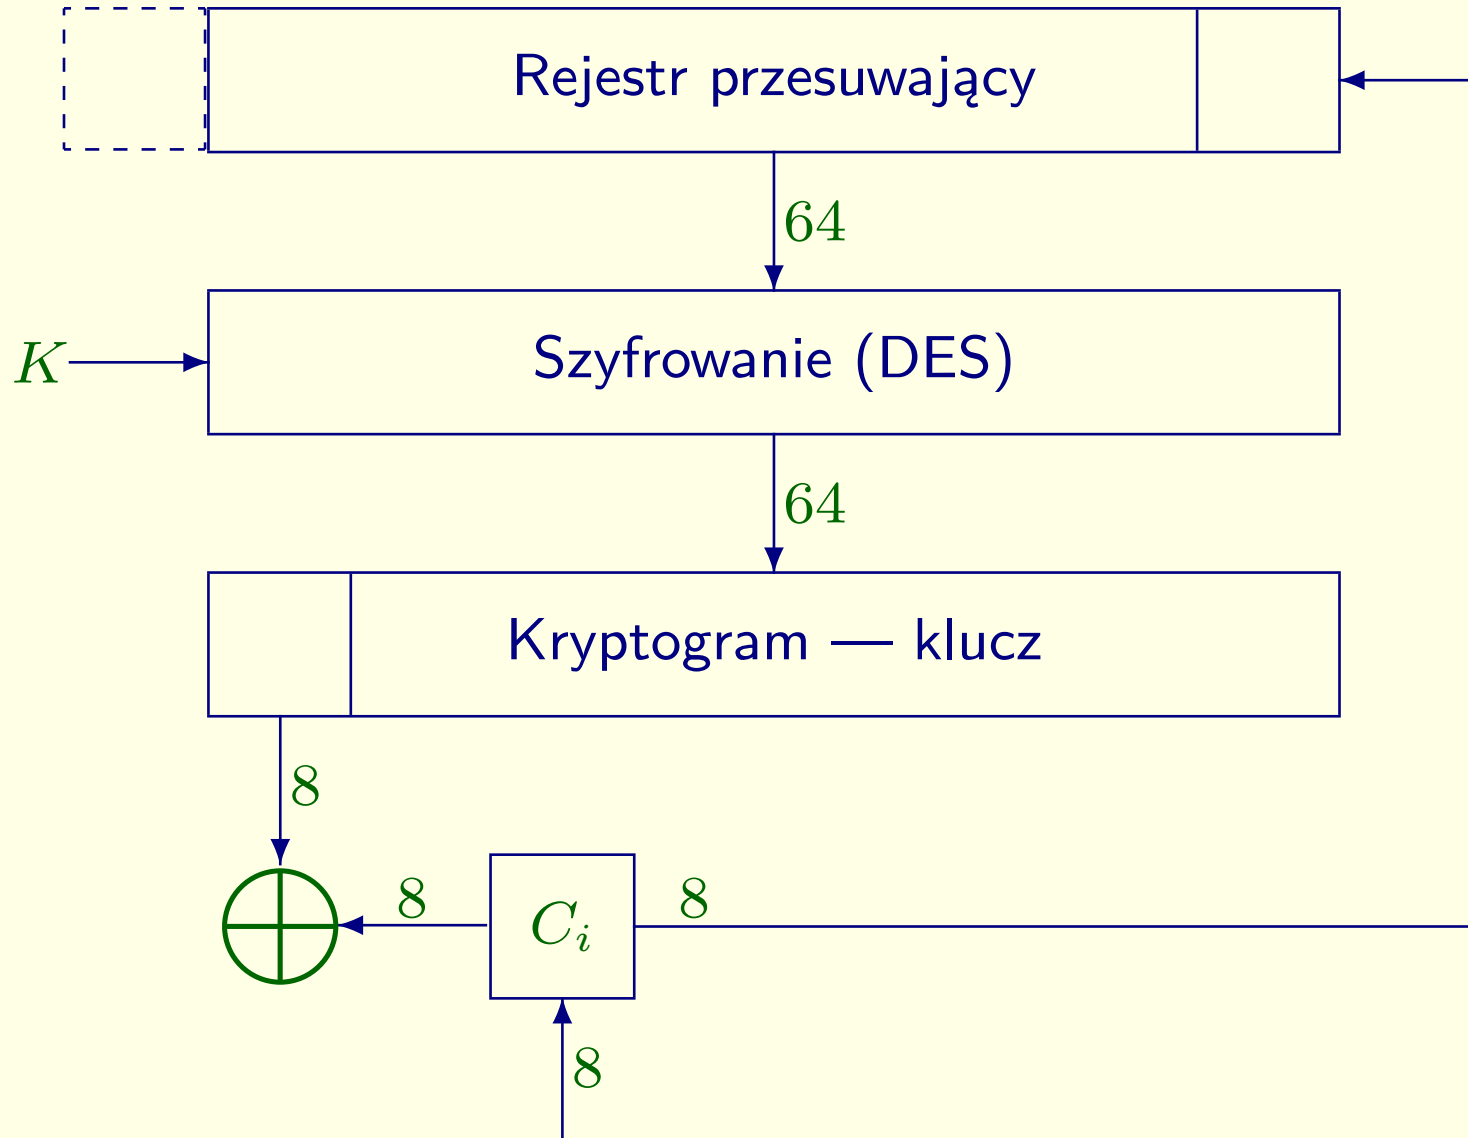 Rejestr przesuwający
64
K
Szyfrowanie (DES)
64
Kryptogram — klucz
8
8
C_i
8
8